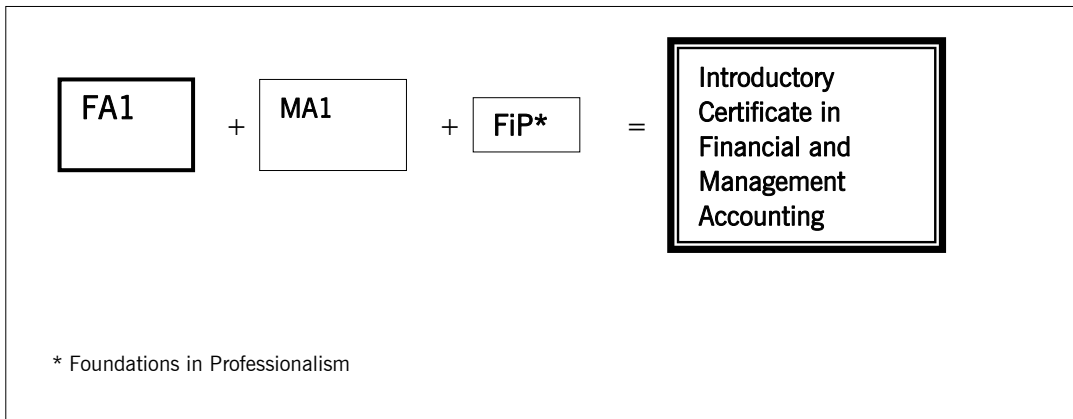 FA1 + MA1 + FiP* =
Introductory
Certificate in
Financial and
Management
Accounting
* Foundations in Professionalism